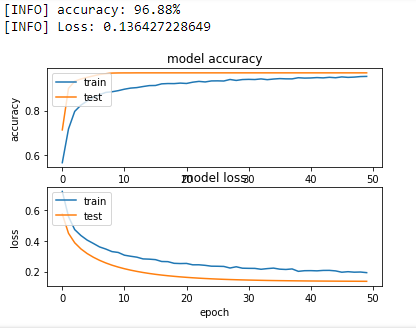 [INFO] accuracy: 96.88%
[INFO] Loss: 0.136427228649
model accuracy
train
test
accuracy
0.8
0.6
0 10 20 30 40 50
model loss
train
test
loss
0.6
0.4
0.2
0 10 20 30 40 50
epoch